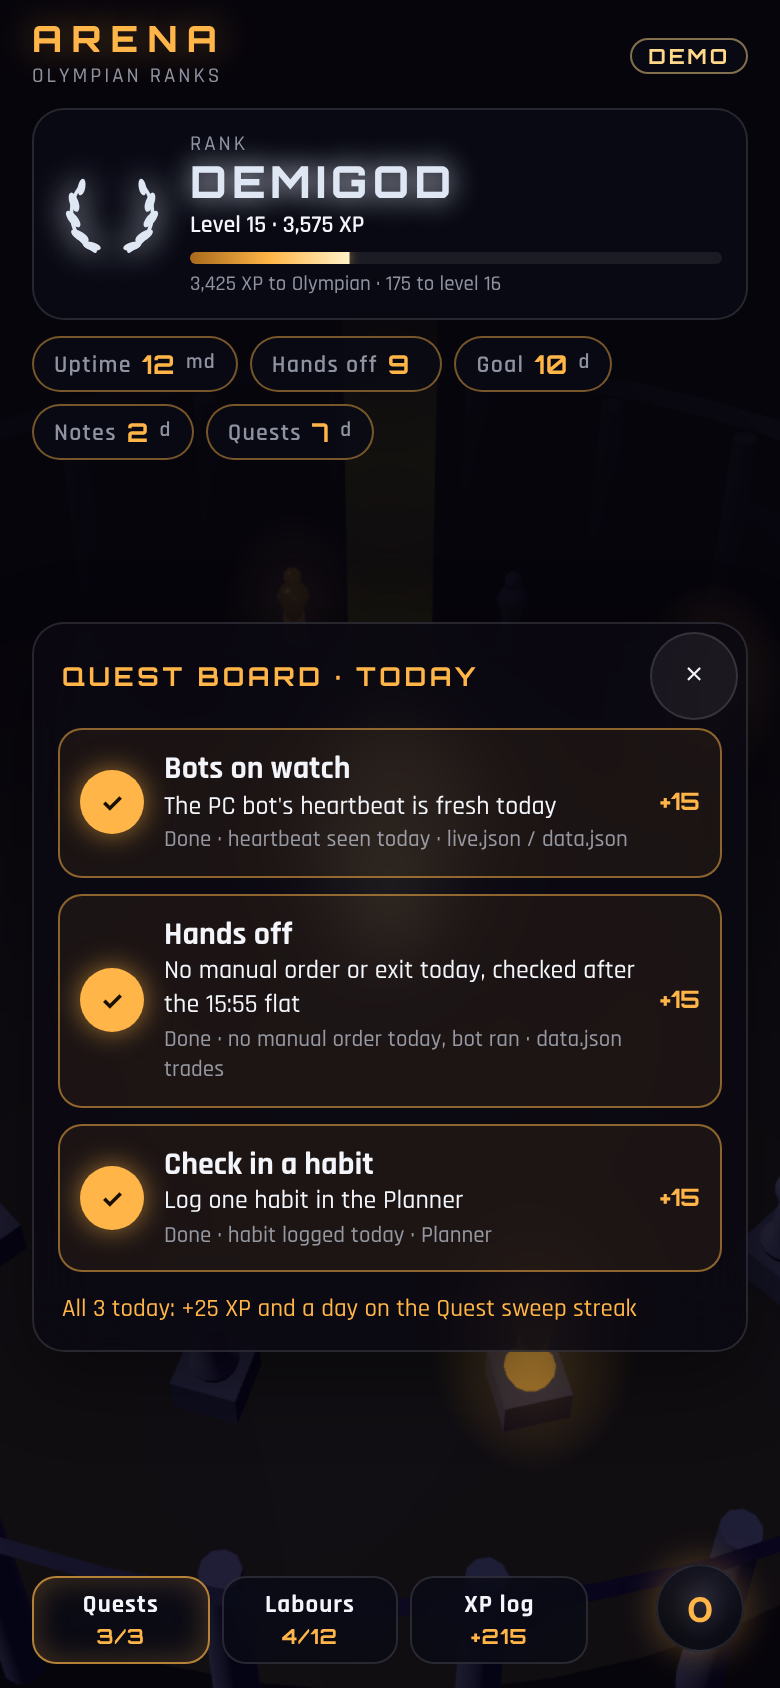 ARENA
OLYMPIAN RANKS
DEMO
RANK
DEMIGOD
Level 15 · 3,575 XP
3,425 XP to Olympian · 175 to level 16
Uptime 12 md
Hands off 9
Goal 10 d
Notes 2 d
Quests 7 d
QUEST BOARD · TODAY
×
Bots on watch
The PC bot's heartbeat is fresh today
Done · heartbeat seen today · live.json / data.json
+15
Hands off
No manual order or exit today, checked after
the 15:55 flat
Done · no manual order today, bot ran · data.json
trades
+15
Check in a habit
Log one habit in the Planner
Done · habit logged today · Planner
+15
All 3 today: +25 XP and a day on the Quest sweep streak
Quests
3/3
Labours
4/12
XP log
+215
O